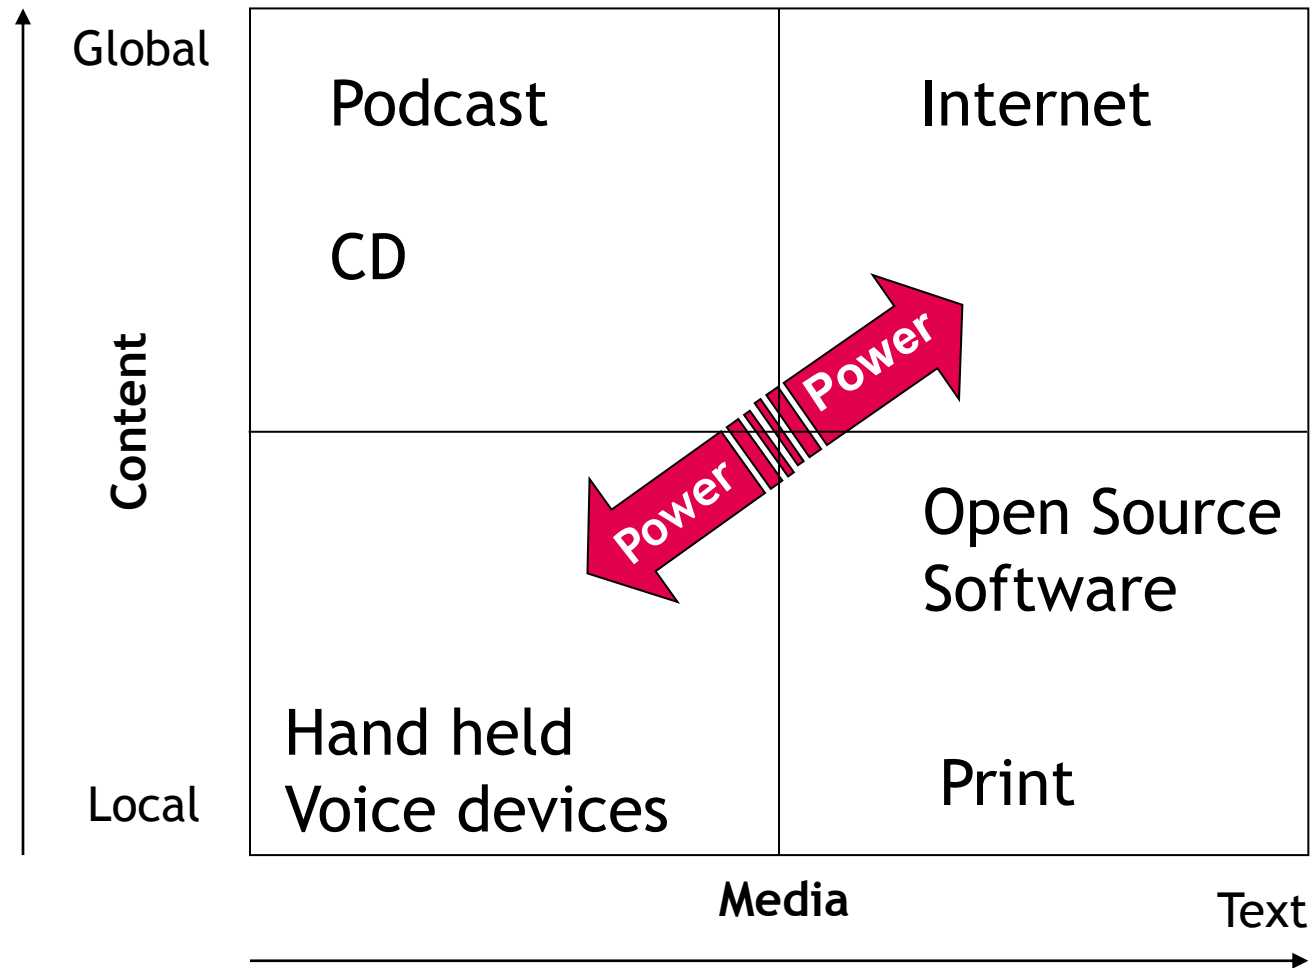 Global
Podcast
Internet
CD
Content
Power
Power
Open Source
Software
Hand held
Voice devices
Print
Local
Media
Text